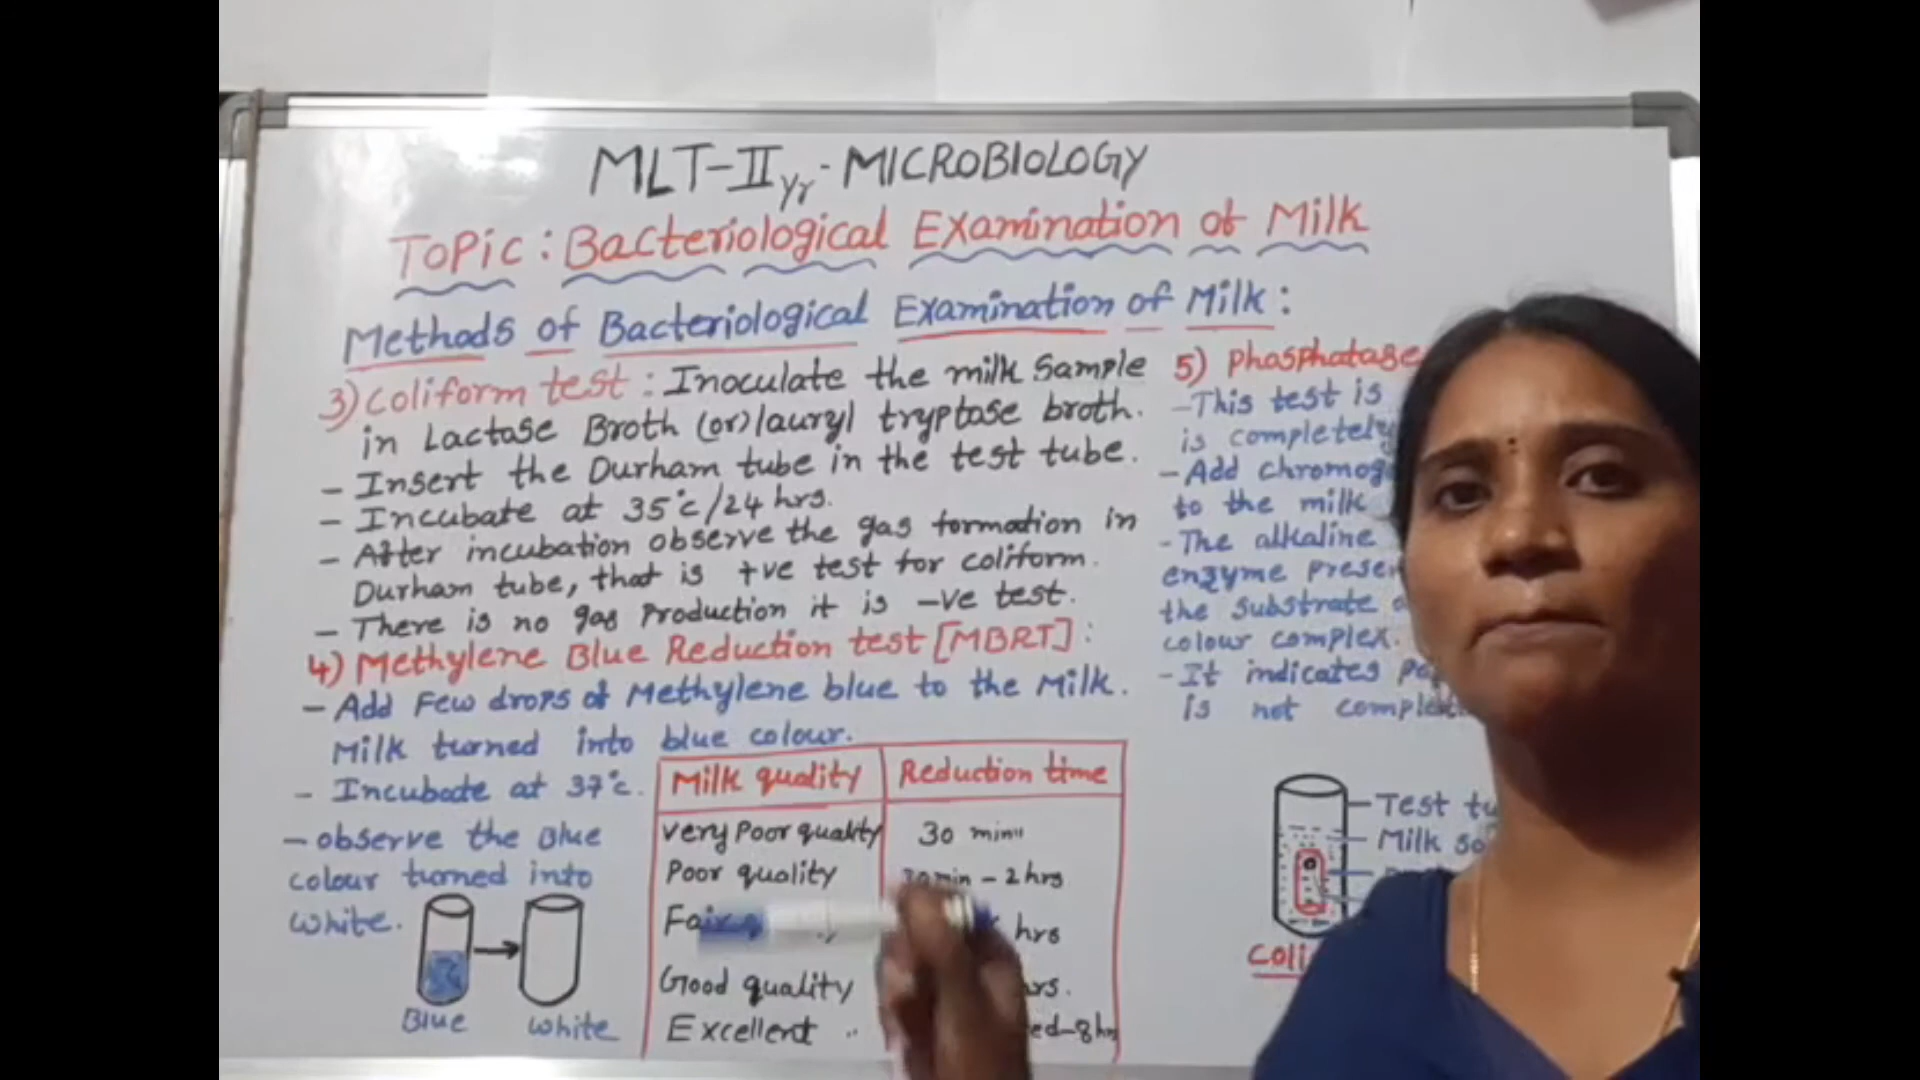 MLT-II yr. MICROBIOLOGY
TOPIC : Bacteriological Examination of Milk
Methods of Bacteriological Examination of Milk :
3) Coliform test : Inoculate the milk Sample
in Lactose Broth (or) lauryl tryptose broth.
- Insert the Durham tube in the test tube.
- Incubate at 35°c/24 hrs.
- After incubation observe the gas formation in
Durham tube, that is +ve test for coliform.
- There is no gas Production it is -ve test.
4) Methylene Blue Reduction test [MBRT] :
- Add Few drops of Methylene blue to the Milk.
Milk turned into blue colour.
- Incubate at 37°c.
- observe the Blue
colour turned into
white.
Blue white
Milk quality Reduction time
Very Poor quality 30 min
Poor quality 30 min - 2 hrs
hrs
Good quality
Excellent " 8 hrs
5) Phosphatase
- This test is
is completely
- Add
to the milk
- The alkaline
enzyme
the substrate
colour complex.
- It indicates
is not
Test
Milk